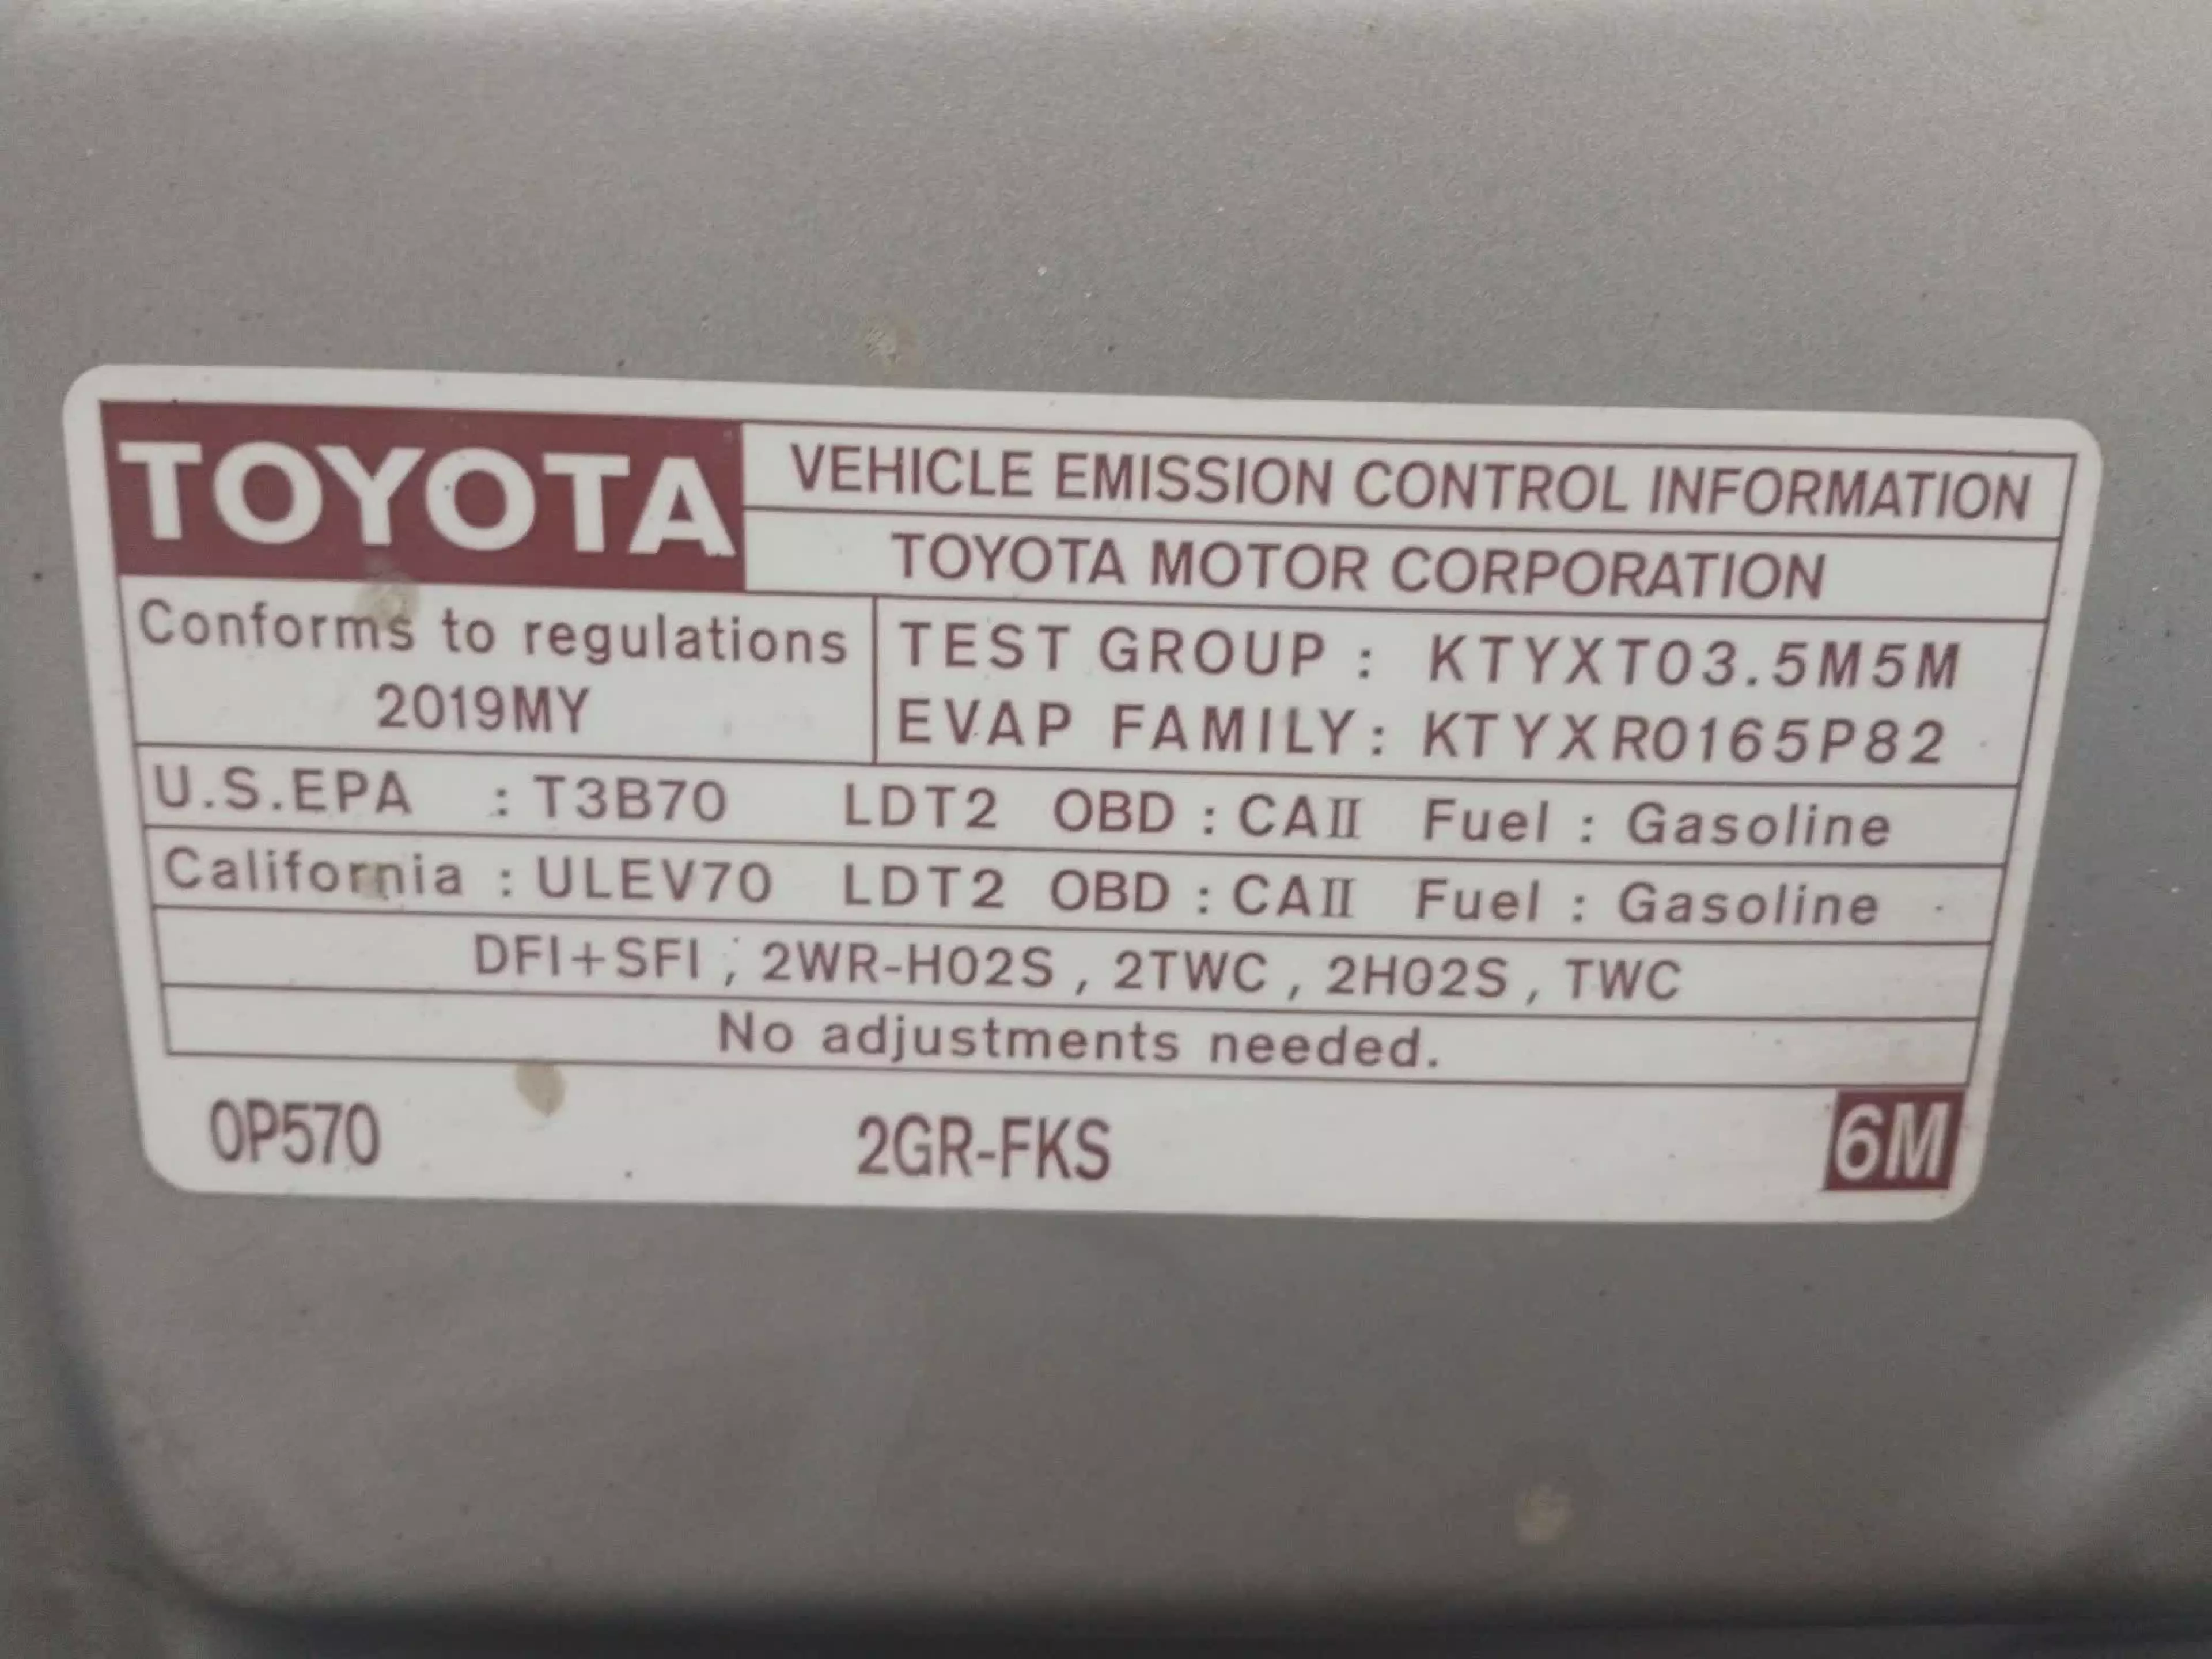 TOYOTA
VEHICLE EMISSION CONTROL INFORMATION
TOYOTA MOTOR CORPORATION
Conforms to regulations
2019MY
TEST GROUP : KTYXT03.5M5M
EVAP FAMILY : KTYXR0165P82
U.S.EPA : T3B70 LDT2 OBD : CAII Fuel : Gasoline
California : ULEV70 LDT2 OBD : CAII Fuel : Gasoline
DFI+SFI , 2WR-HO2S , 2TWC , 2HO2S , TWC
No adjustments needed.
0P570
2GR-FKS
6M